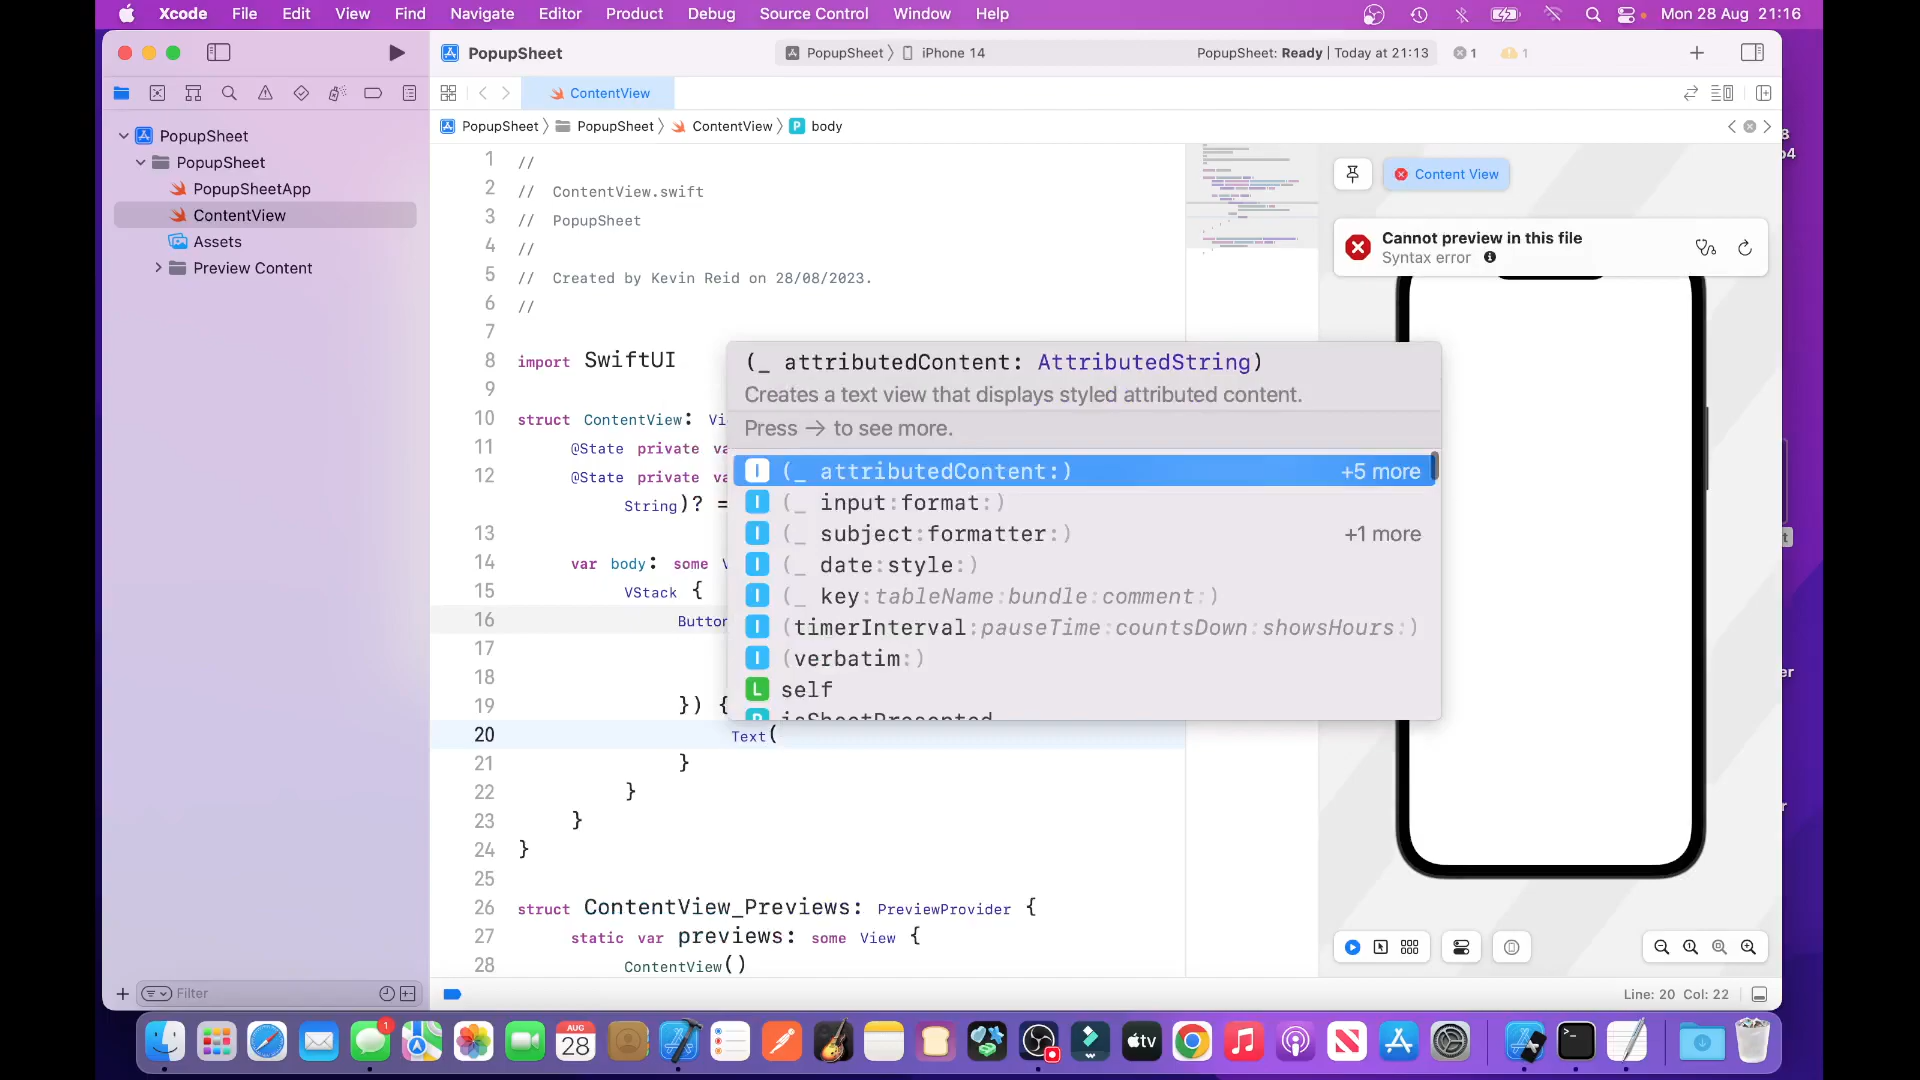 Xcode File Edit View Find Navigate Editor Product Debug Source Control Window Help Mon 28 Aug 21:16
PopupSheet PopupSheet iPhone 14 PopupSheet: Ready | Today at 21:13 1 1
ContentView
PopupSheet PopupSheet ContentView P body
PopupSheet
PopupSheet
PopupSheetApp
ContentView
Assets
Preview Content
1 //
2 // ContentView.swift
3 // PopupSheet
4 //
5 // Created by Kevin Reid on 28/08/2023.
6 //
7
8 import SwiftUI
9
10 struct ContentView: Vi
11 @State private va
12 @State private va
String)? =
13
14 var body: some V
15 VStack {
16 Button
17
18
19 }) {
20 Text(
21 }
22 }
23 }
24 }
25
26 struct ContentView_Previews: PreviewProvider {
27 static var previews: some View {
28 ContentView()
(_ attributedContent: AttributedString)
Creates a text view that displays styled attributed content.
Press → to see more.
I (_ attributedContent:) +5 more
I (_ input:format:)
I (_ subject:formatter:) +1 more
I (_ date:style:)
I (_ key:tableName:bundle:comment:)
I (timerInterval:pauseTime:countsDown:showsHours:)
I (verbatim:)
L self
P isSheetPresented
Content View
Cannot preview in this file
Syntax error
Filter
Line: 20 Col: 22
1
AUG
28
tv